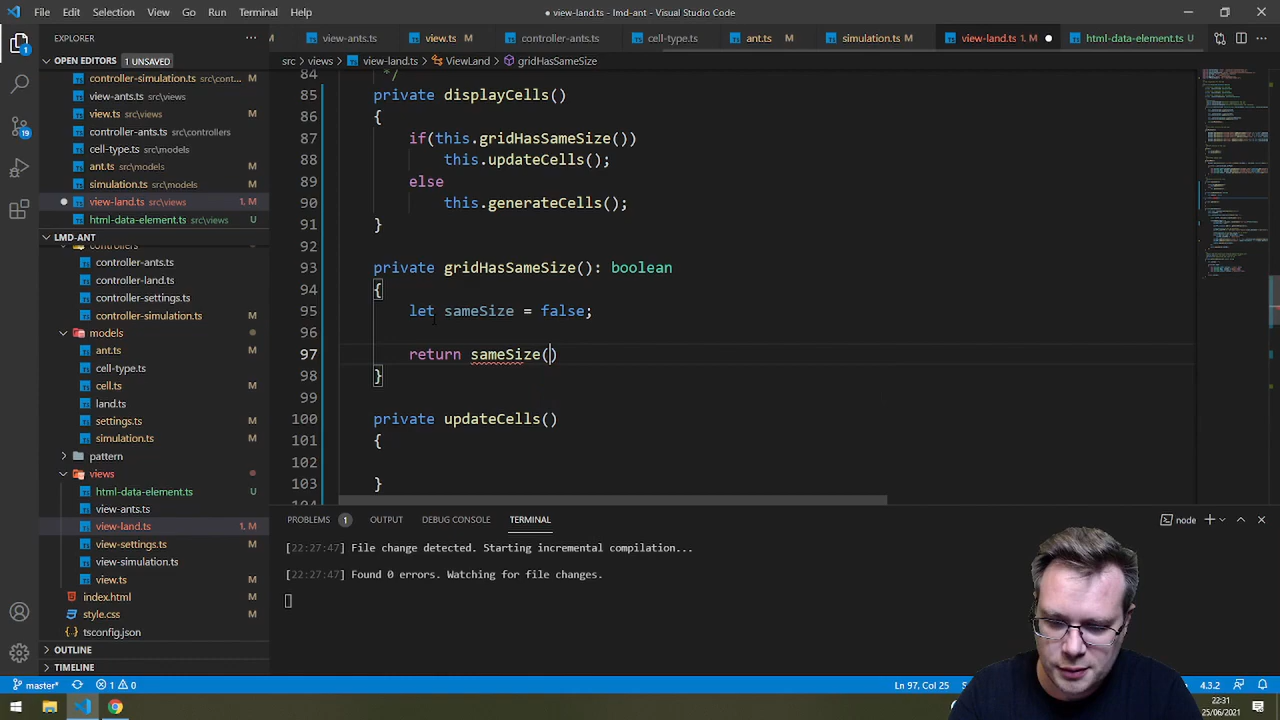 File Edit Selection View Go Run Terminal Help
● view-land.ts - lmd-ant - Visual Studio Code
EXPLORER
M view-ants.ts view.ts M controller-ants.ts cell-type.ts ant.ts M simulation.ts M view-land.ts 1, M html-data-element.ts U
OPEN EDITORS 1 UNSAVED
src > views > view-land.ts > ViewLand > gridHasSameSize
controller-simulation.ts src\cont... M
view-ants.ts src\views
view.ts src\views M
controller-ants.ts src\controllers
cell-type.ts src\models
ant.ts src\models M
simulation.ts src\models M
view-land.ts src\views 1, M
html-data-element.ts src\views U
LMD-ANT
controllers
controller-ants.ts
controller-land.ts
controller-settings.ts
controller-simulation.ts M
models
ant.ts M
cell-type.ts
cell.ts M
land.ts
settings.ts M
simulation.ts M
pattern
views
html-data-element.ts U
view-ants.ts
view-land.ts 1, M
view-settings.ts M
view-simulation.ts M
view.ts M
index.html M
style.css M
tsconfig.json
OUTLINE
TIMELINE
84 */
85 private displayCells()
86 {
87 if(this.gridHasSameSize())
88 this.updateCells();
89 else
90 this.generateCells();
91 }
92
93 private gridHasSameSize(): boolean
94 {
95 let sameSize = false;
96
97 return sameSize()
98 }
99
100 private updateCells()
101 {
102
103 }
104
PROBLEMS 1 OUTPUT DEBUG CONSOLE TERMINAL node
[22:27:47] File change detected. Starting incremental compilation...
[22:27:47] Found 0 errors. Watching for file changes.
master* 1 0 Ln 97, Col 25 4.3.2
22:31
25/06/2021